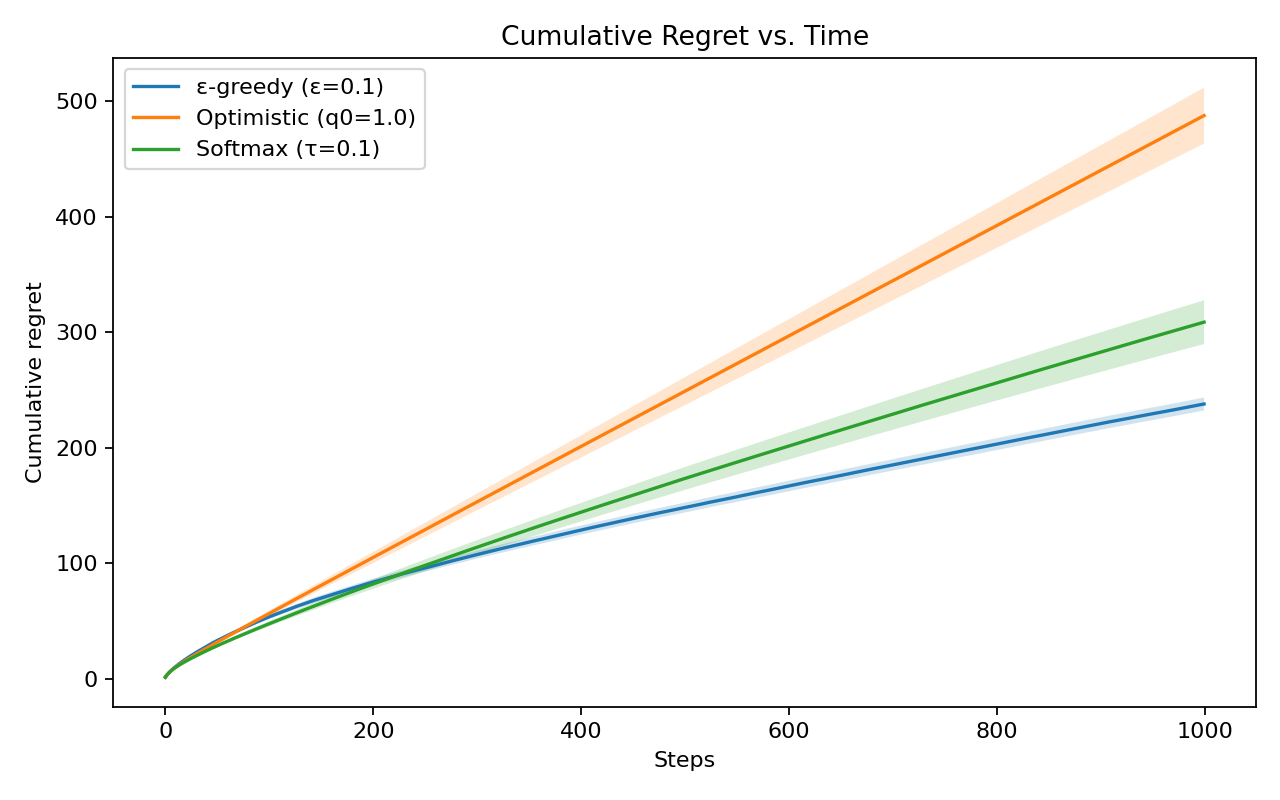 Cumulative Regret vs. Time
ε-greedy (ε=0.1)
Optimistic (q0=1.0)
Softmax (τ=0.1)
Cumulative regret
500
400
300
200
100
0
0 200 400 600 800 1000
Steps